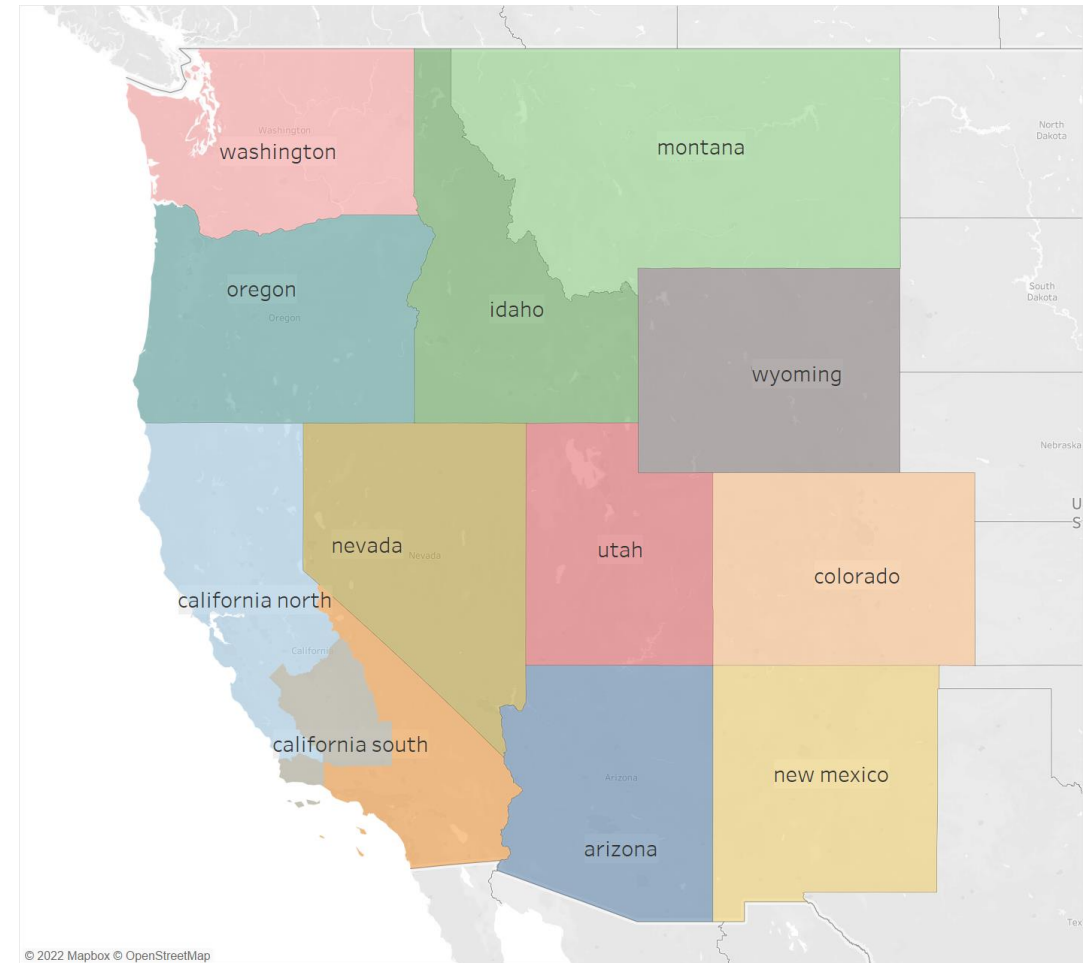 Washington
washington
montana
North
Dakota
oregon
Oregon
idaho
South
Dakota
wyoming
Nebraska
U
S
nevada
Nevada
utah
colorado
california north
California
california south
Arizona
new mexico
arizona
Tex
© 2022 Mapbox © OpenStreetMap